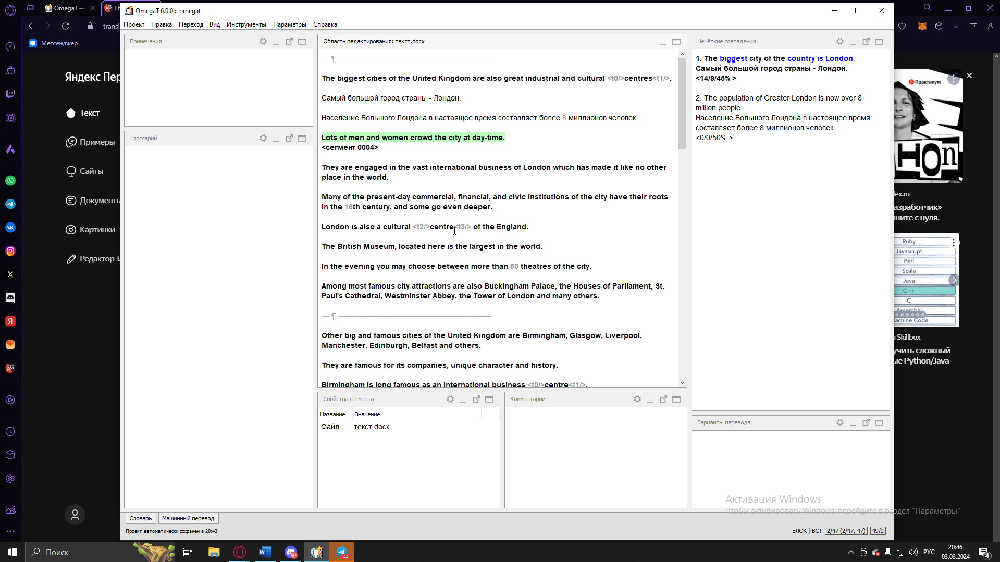 OmegaT —
Th
OmegaT 6.0.0 :: omegat
transl
Мессенджер
Проект Правка Переход Вид Инструменты Параметры Справка
Яндекс Пер
Текст
Примеры
Сайты
Документы
Картинки
Редактор
Примечания
Глоссарий
Область редактирования: текст.docx
— ¶
The biggest cities of the United Kingdom are also great industrial and cultural <t0/>centres<t1/>.
Самый большой город страны - Лондон.
Население Большого Лондона в настоящее время составляет более 8 миллионов человек.
Lots of men and women crowd the city at day-time.
<сегмент 0004>
They are engaged in the vast international business of London which has made it like no other
place in the world.
Many of the present-day commercial, financial, and civic institutions of the city have their roots
in the 16th century, and some go even deeper.
London is also a cultural <t2/>centre<t3/> of the England.
The British Museum, located here is the largest in the world.
In the evening you may choose between more than 50 theatres of the city.
Among most famous city attractions are also Buckingham Palace, the Houses of Parliament, St.
Paul's Cathedral, Westminster Abbey, the Tower of London and many others.
— ¶
Other big and famous cities of the United Kingdom are Birmingham, Glasgow, Liverpool,
Manchester, Edinburgh, Belfast and others.
They are famous for its companies, unique character and history.
Birmingham is long famous as an international business <t0/>centre<t1/>.
Свойства сегмента
Название Значение
Файл текст.docx
Комментарии
Нечёткие совпадения
1. The biggest city of the country is London.
Самый большой город страны - Лондон.
<14/9/45% >
2. The population of Greater London is now over 8
million people.
Население Большого Лондона в настоящее время
составляет более 8 миллионов человек.
<0/0/50% >
Варианты перевода
Практикум
lex.ru
азработчик»
ните с нуля.
Ruby
Javascript
Perl
Scala
Java
C++
C
Assembly
achine Code
в Skillbox
учить сложный
ые Python/Java
Активация Windows
Чтобы активировать Windows, перейдите в раздел "Параметры".
Словарь Машинный перевод
Проект автоматически сохранен в 20:43
БЛОК | ВСТ 2/47 (2/47, 47) 49/0
Поиск
9+
44
РУС
20:46
03.03.2024
4